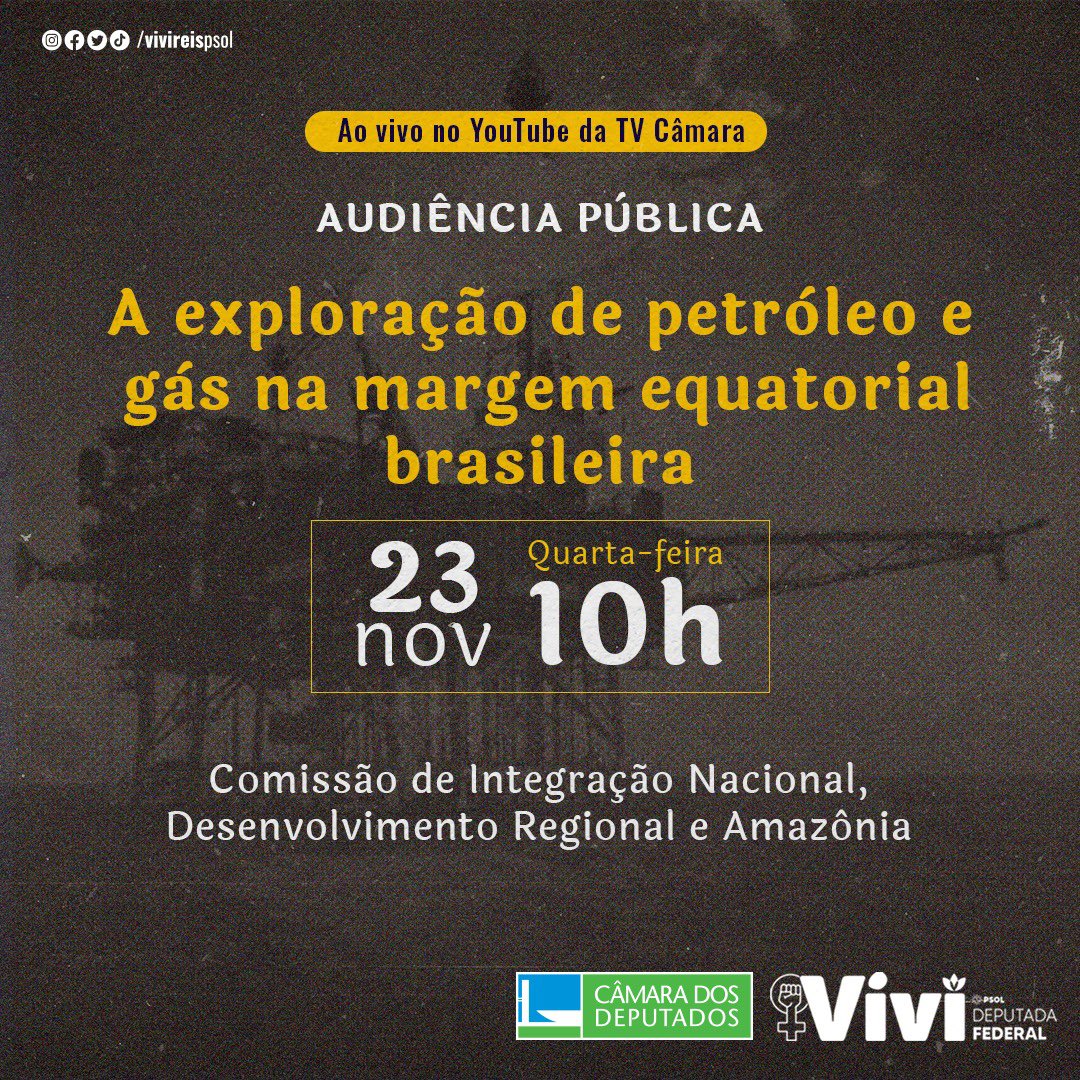 /vivireispsol
Ao vivo no YouTube da TV Câmara
AUDIÊNCIA PÚBLICA
A exploração de petróleo e
gás na margem equatorial
brasileira
23
nov
Quarta-feira
10h
Comissão de Integração Nacional,
Desenvolvimento Regional e Amazônia
CÂMARA DOS
DEPUTADOS
Vivi
PSOL
DEPUTADA
FEDERAL